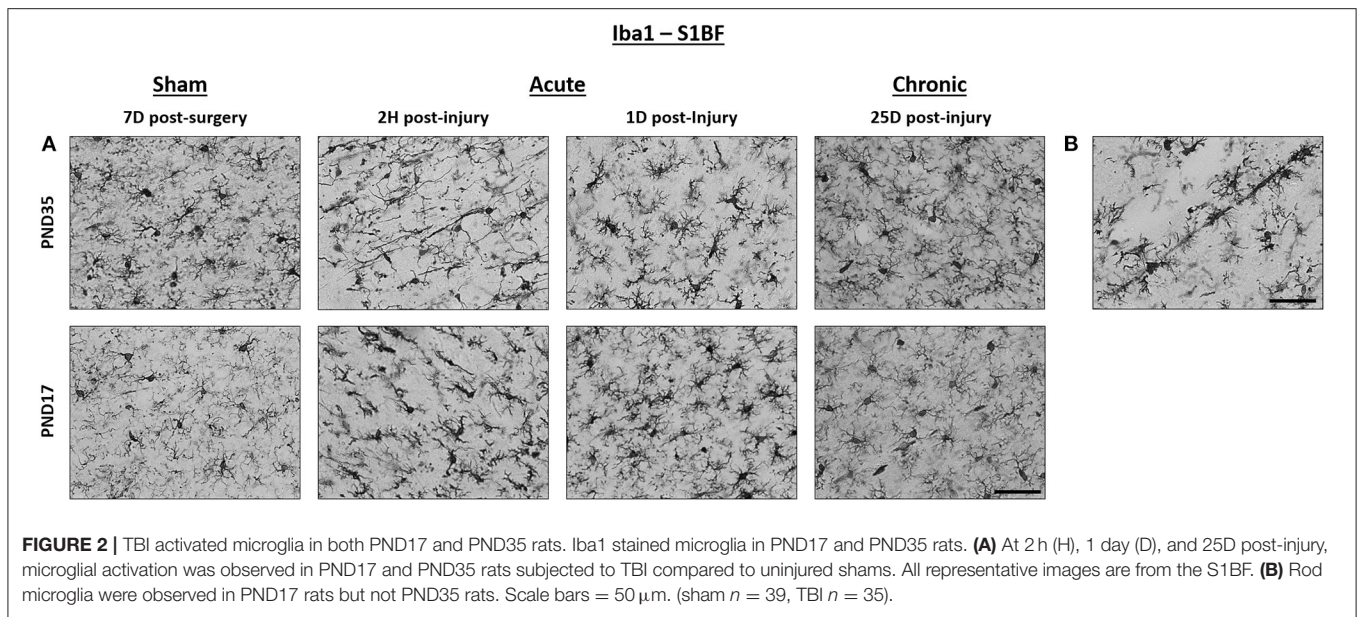 Iba1 – S1BF
Sham Acute Chronic
7D post-surgery 2H post-injury 1D post-Injury 25D post-injury
A B
PND35
PND17
FIGURE 2 | TBI activated microglia in both PND17 and PND35 rats. Iba1 stained microglia in PND17 and PND35 rats. (A) At 2 h (H), 1 day (D), and 25D post-injury,
microglial activation was observed in PND17 and PND35 rats subjected to TBI compared to uninjured shams. All representative images are from the S1BF. (B) Rod
microglia were observed in PND17 rats but not PND35 rats. Scale bars = 50 μm. (sham n = 39, TBI n = 35).